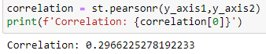 correlation = st.pearsonr(y_axis1,y_axis2)
print(f'Correlation: {correlation[0]}')
Correlation: 0.2966225278192233